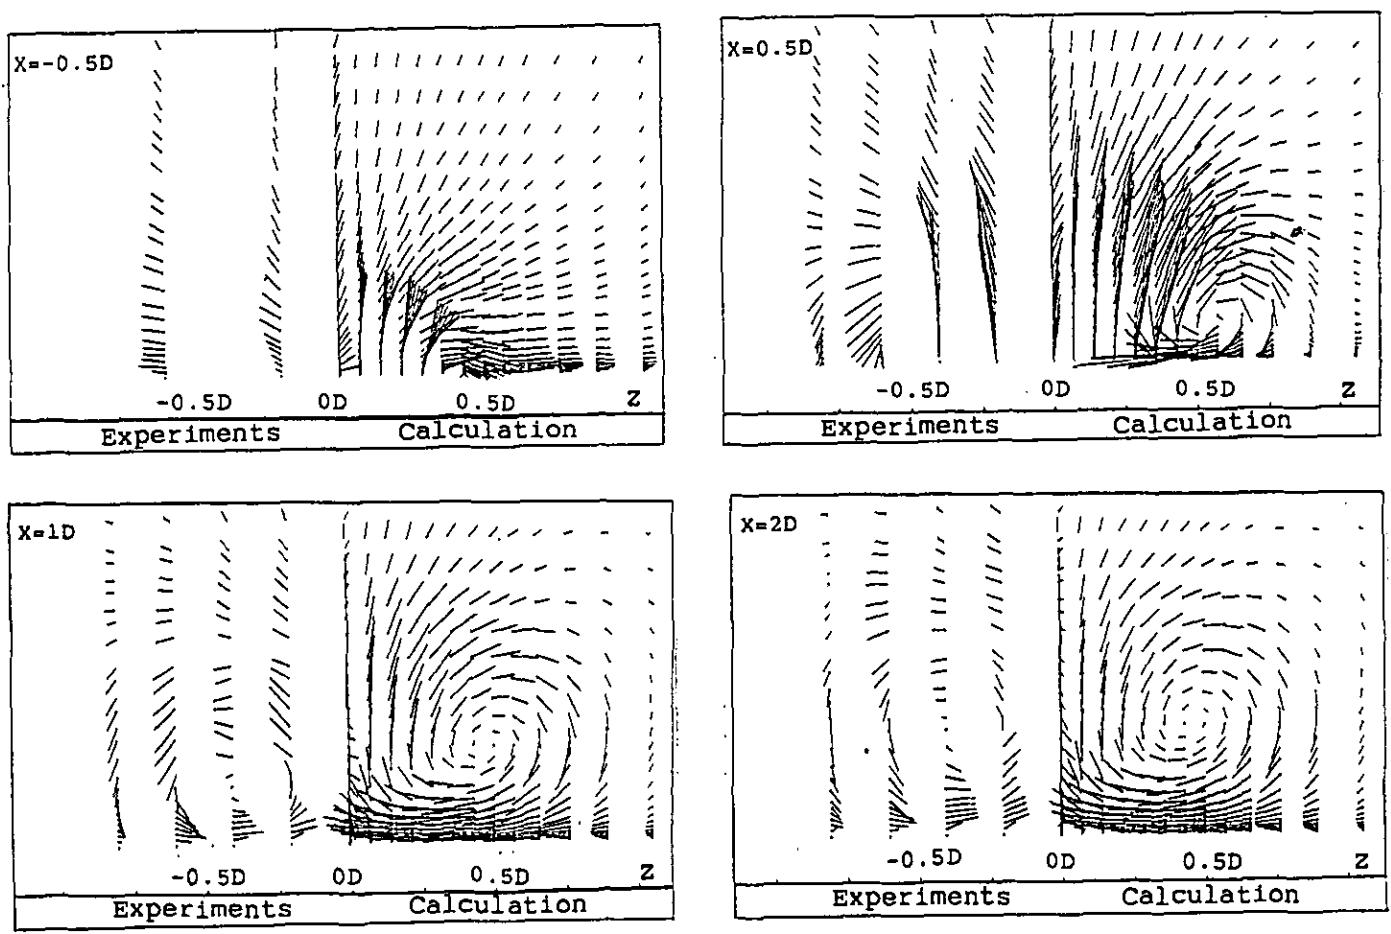 X=-0.5D
-0.5D 0D 0.5D Z
Experiments Calculation
X=0.5D
-0.5D 0D 0.5D Z
Experiments Calculation
X=1D
-0.5D 0D 0.5D Z
Experiments Calculation
X=2D
-0.5D 0D 0.5D Z
Experiments Calculation